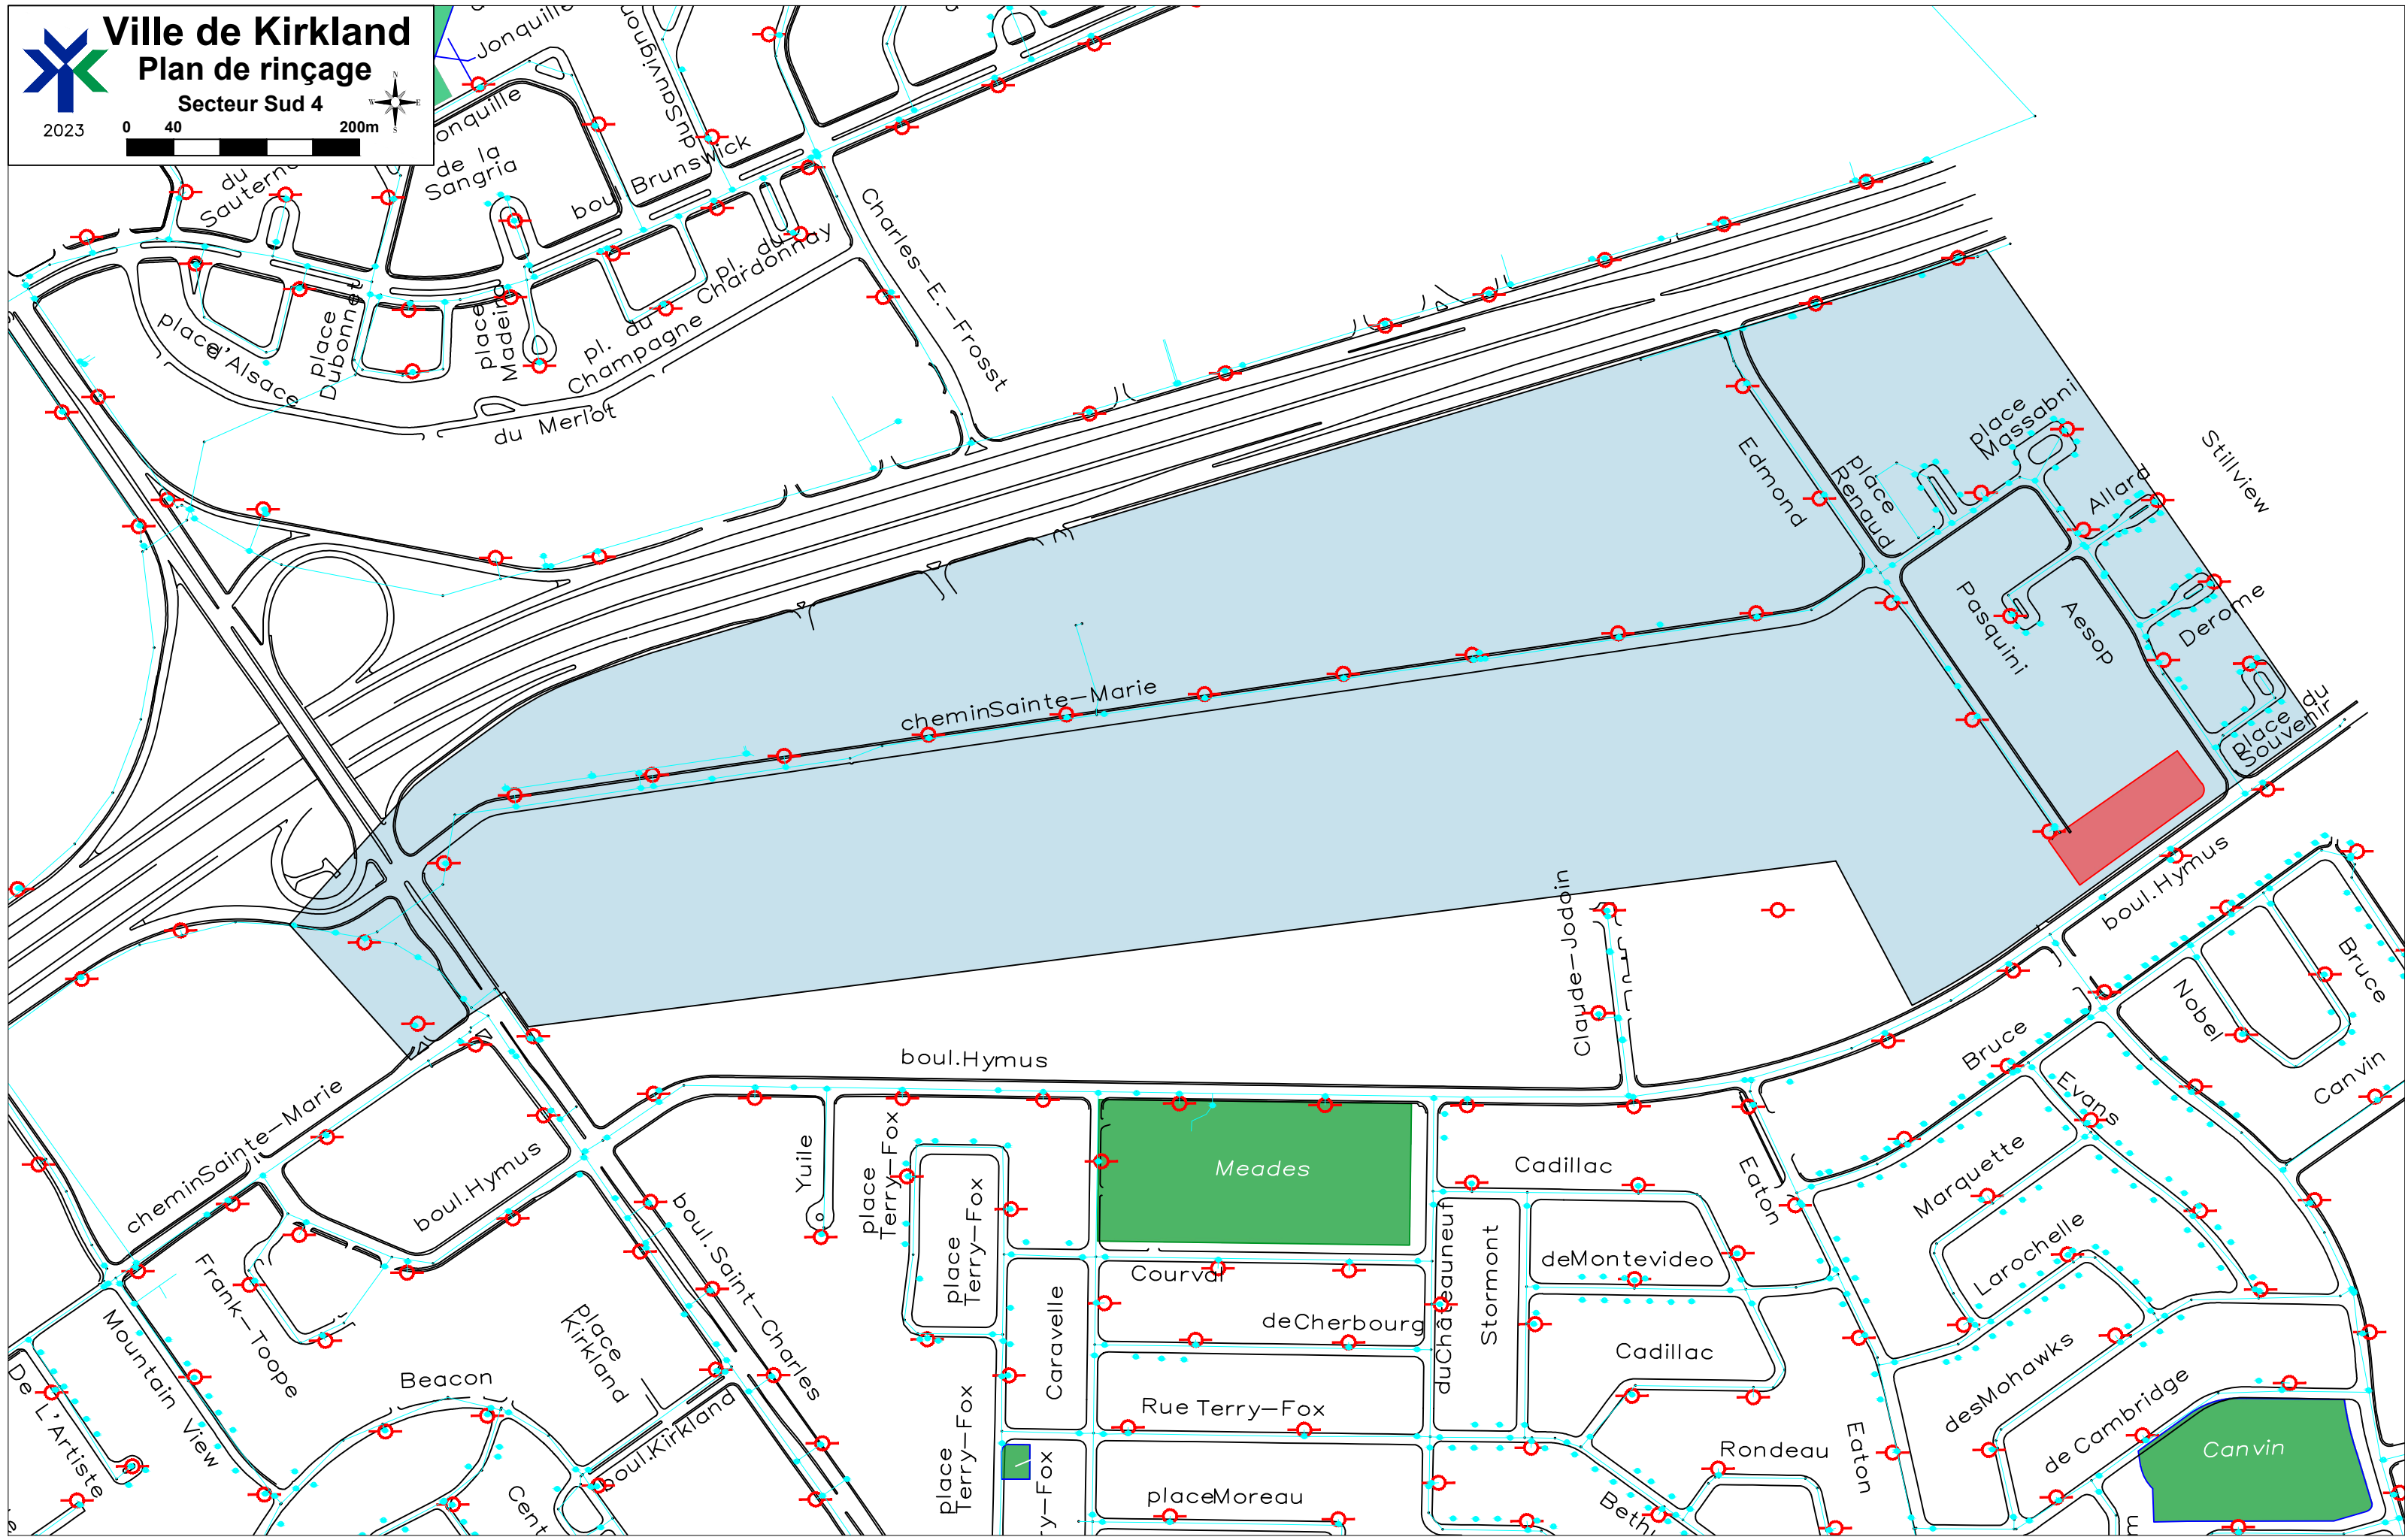 Ville de Kirkland
Plan de rinçage
Secteur Sud 4
2023
0 40 200m
N
W E
S
Jonquille
onquille
du
de la
Sangria
duSauvignon
boul
Brunswick
Charles-E.-Frosst
pl. du
Chardonnay
pl. du
Champagne
place
Madeira
place
Dubonnet
place
d'Alsace
du Merlot
Edmond
place
Renaud
place
Massabni
Allard
Stillview
Pasquini
Aesop
Derome
place du
Souvenir
cheminSainte-Marie
boul.Hymus
Claude-Jodoin
boul.Hymus
Bruce
Nobel
Canvin
Bruce
Evans
Marquette
Larochelle
desMohawks
de Cambridge
Canvin
Eaton
Eaton
Cadillac
deMontevideo
Cadillac
Stormont
duChâteauneuf
Rondeau
Meades
Courval
deCherbourg
Rue Terry-Fox
placeMoreau
Caravelle
place
Terry-Fox
place
Terry-Fox
place
Terry-Fox
ry-Fox
Yuile
boul.Saint-Charles
boul.Hymus
cheminSainte-Marie
Frank-Toope
Mountain View
De L'Artiste
Beacon
place
Kirkland
boul.Kirkland
Cent